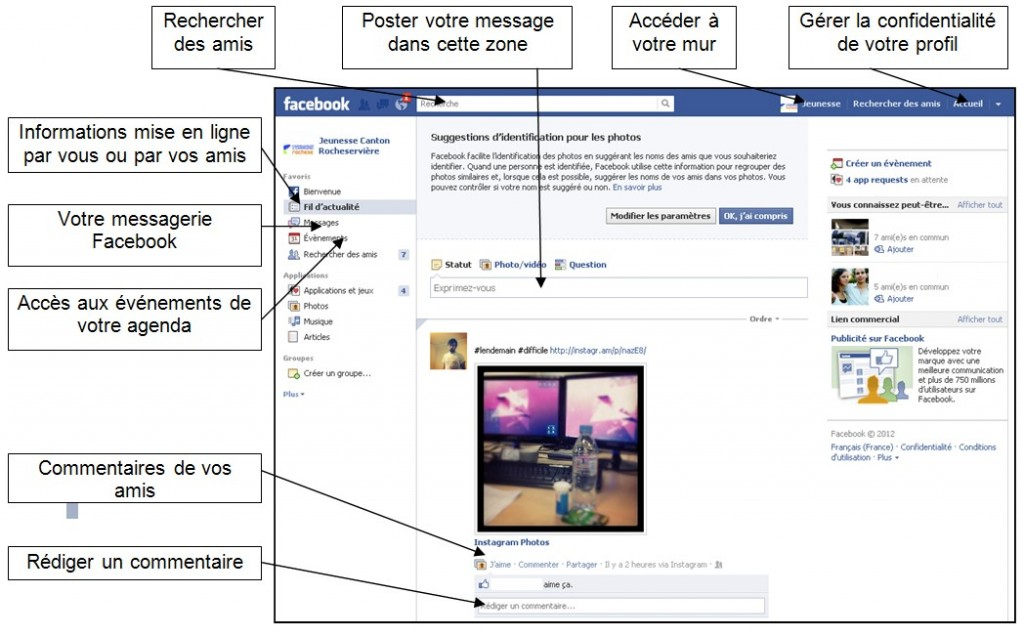 Rechercher
des amis
Poster votre message
dans cette zone
Accéder à
votre mur
Gérer la confidentialité
de votre profil
Informations mise en ligne
par vous ou par vos amis
Votre messagerie
Facebook
Accès aux événements de
votre agenda
Commentaires de vos
amis
Rédiger un commentaire
facebook
Recherche
Jeunesse
Rechercher des amis
Accueil
Jeunesse Canton
Rocheservière
Favoris
Bienvenue
Fil d'actualité
Messages
Évènements
Rechercher des amis 7
Applications
Applications et jeux 4
Photos
Musique
Articles
Groupes
Créer un groupe...
Plus
Suggestions d'identification pour les photos
Facebook facilite l'identification des photos en suggérant les noms des amis que vous souhaiteriez
identifier. Quand une personne est identifiée, Facebook utilise cette information pour regrouper des
photos similaires et, lorsque cela est possible, suggérer les noms de vos amis dans vos photos. Vous
pouvez contrôler si votre nom est suggéré ou non. En savoir plus
Modifier les paramètres
OK, j'ai compris
Statut
Photo/vidéo
Question
Exprimez-vous
Ordre
#lendemain #difficile http://instagr.am/p/nazE8/
Instagram Photos
J'aime · Commenter · Partager · Il y a 2 heures via Instagram ·
aime ça.
Rédiger un commentaire...
Créer un évènement
4 app requests en attente
Vous connaissez peut-être... Afficher tout
7 ami(e)s en commun
Ajouter
5 ami(e)s en commun
Ajouter
Lien commercial Afficher tout
Publicité sur Facebook
Développez votre
marque avec une
meilleure communication
et plus de 750 millions
d'utilisateurs sur
Facebook.
Facebook © 2012
Français (France) · Confidentialité · Conditions
d'utilisation · Plus